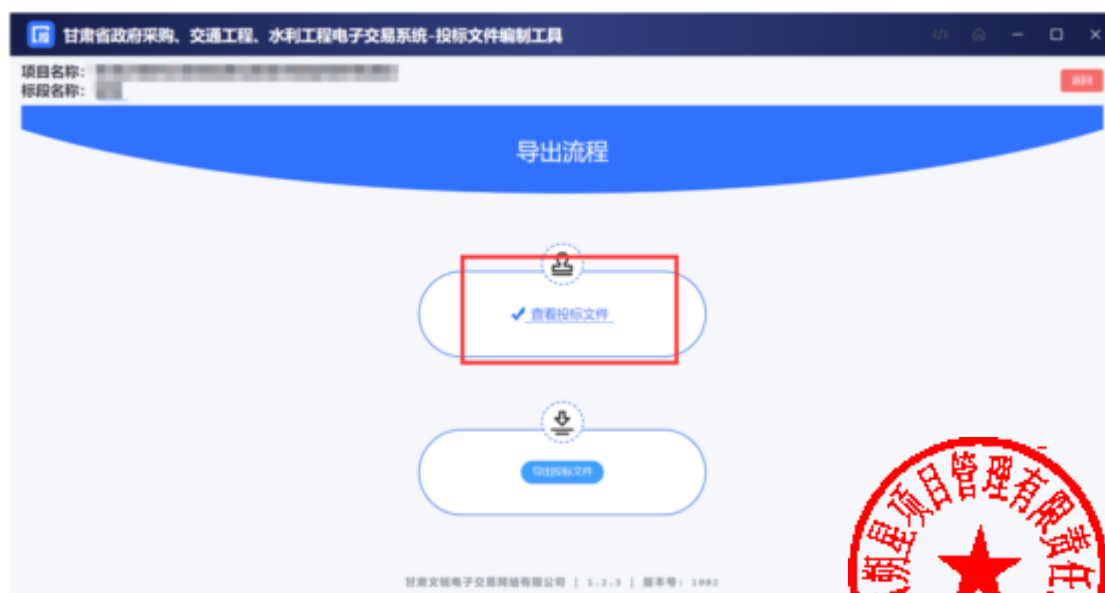 甘肃省政府采购、交通工程、水利工程电子交易系统-投标文件编制工具
项目名称：
标段名称：
返回
导出流程
查看投标文件
导出投标文件
甘肃文锐电子交易网络有限公司 | 1.2.3 | 版本号: 1002
朝星项目管理有限责任